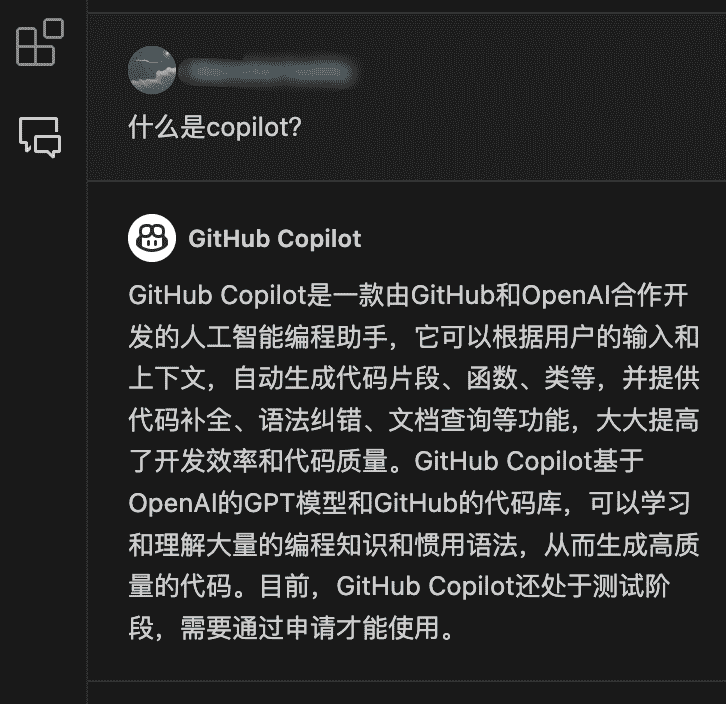 什么是copilot?
GitHub Copilot
GitHub Copilot是一款由GitHub和OpenAI合作开
发的人工智能编程助手，它可以根据用户的输入和
上下文，自动生成代码片段、函数、类等，并提供
代码补全、语法纠错、文档查询等功能，大大提高
了开发效率和代码质量。GitHub Copilot基于
OpenAI的GPT模型和GitHub的代码库，可以学习
和理解大量的编程知识和惯用语法，从而生成高质
量的代码。目前，GitHub Copilot还处于测试阶
段，需要通过申请才能使用。